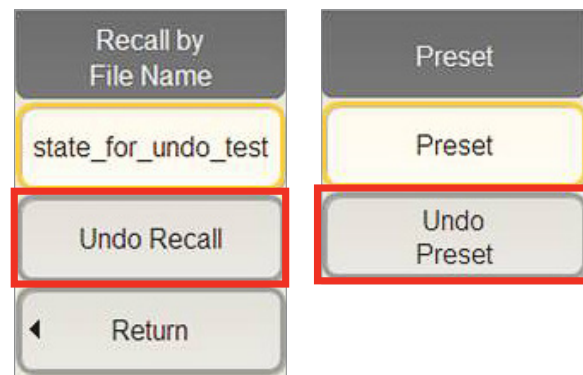 Recall by
File Name
state_for_undo_test
Undo Recall
Return
Preset
Preset
Undo
Preset